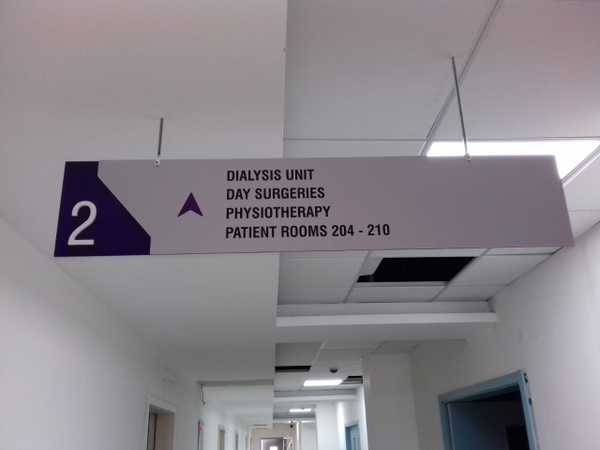 2
DIALYSIS UNIT
DAY SURGERIES
PHYSIOTHERAPY
PATIENT ROOMS 204 - 210